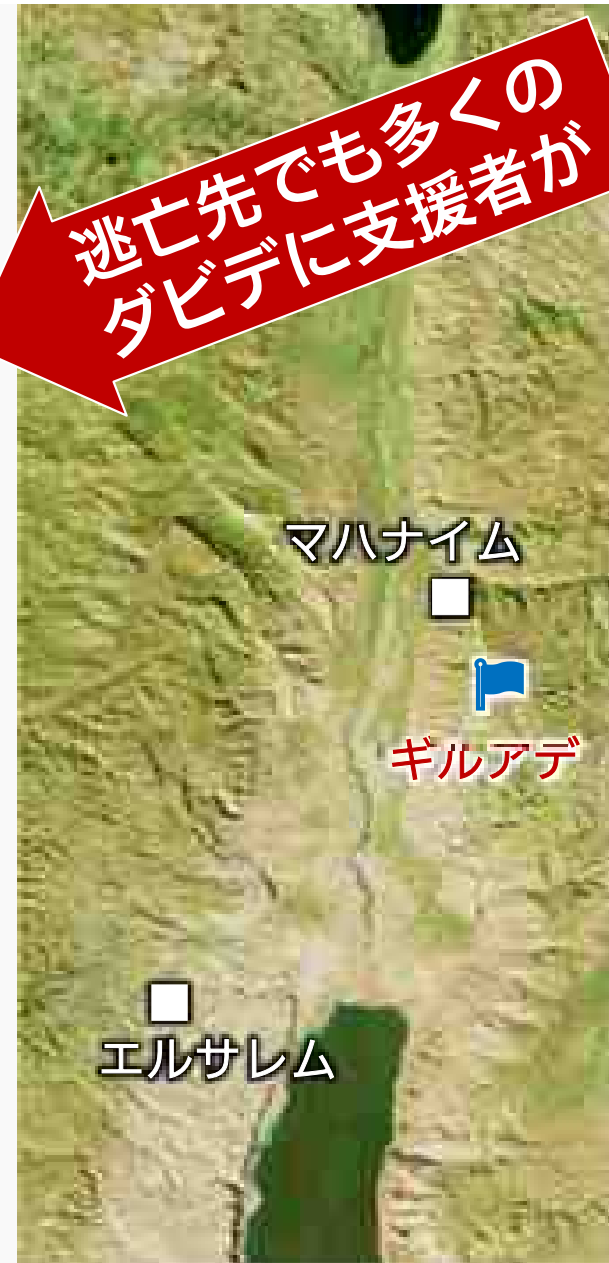 逃亡先でも多くの
ダビデに支援者が
マハナイム
ギルアデ
エルサレム